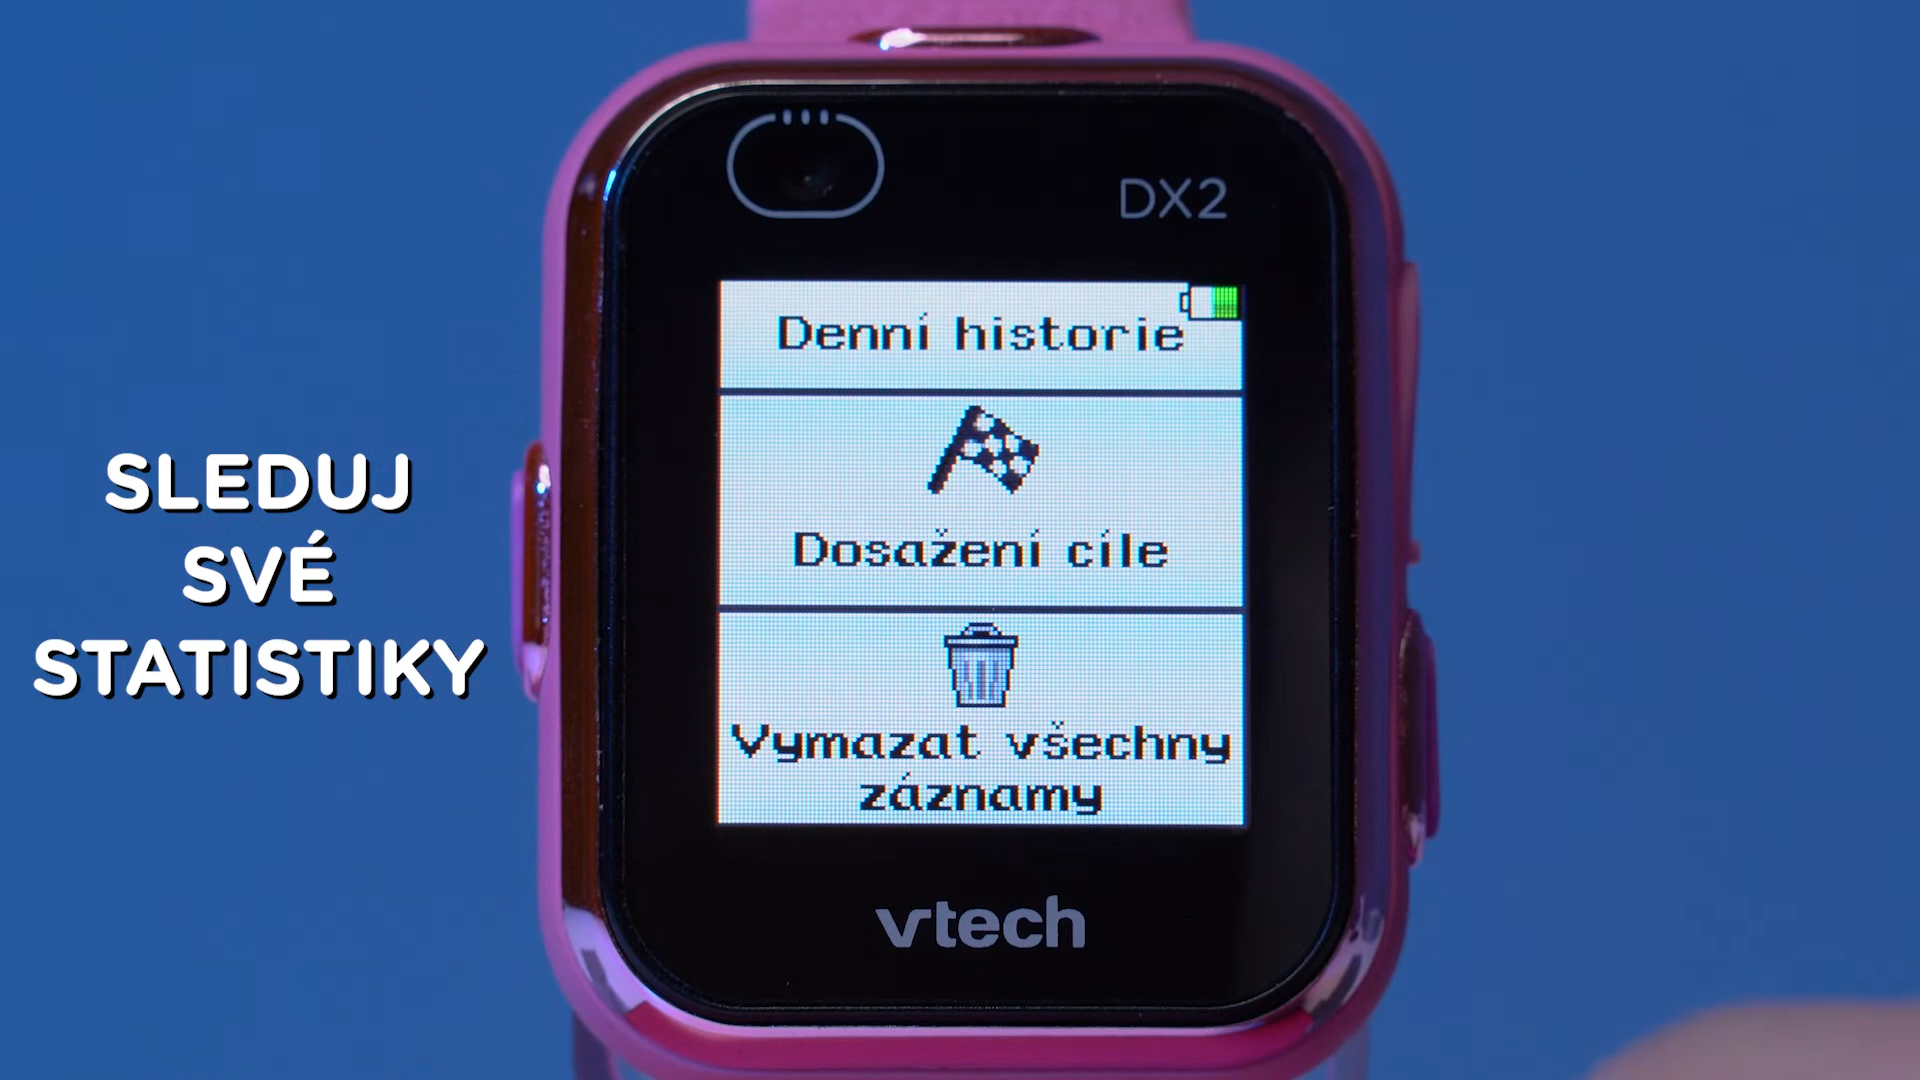 SLEDUJ
SVÉ
STATISTIKY
DX2
Denní historie
Dosažení cíle
Vymazat všechny
záznamy
vtech